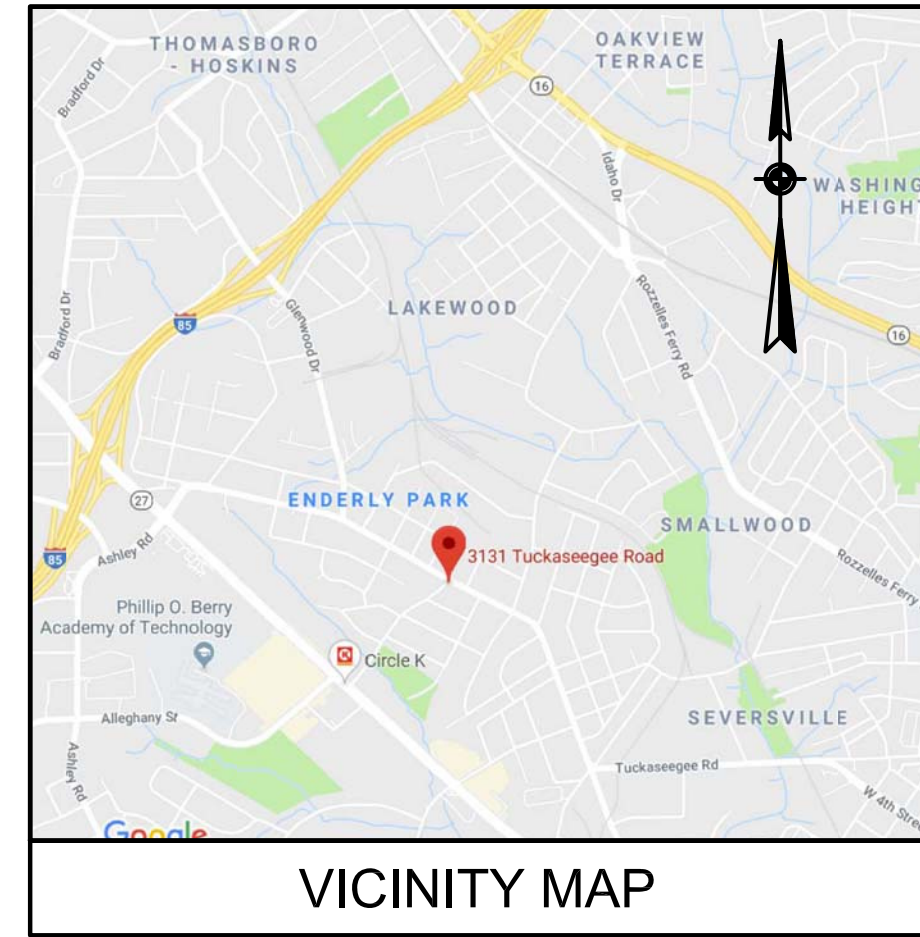 THOMASBORO
- HOSKINS
OAKVIEW
TERRACE
Bradford Dr
16
Idaho Dr
WASHING
HEIGHT
Bradford Dr
85
Glenwood Dr
LAKEWOOD
Rozzelles Ferry Rd
16
27
ENDERLY PARK
SMALLWOOD
85
Ashley Rd
3131 Tuckaseegee Road
Rozzelles Ferry
Phillip O. Berry
Academy of Technology
Circle K
Alleghany St
SEVERSVILLE
Ashley Rd
Tuckaseegee Rd
W 4th Stree
Google
VICINITY MAP